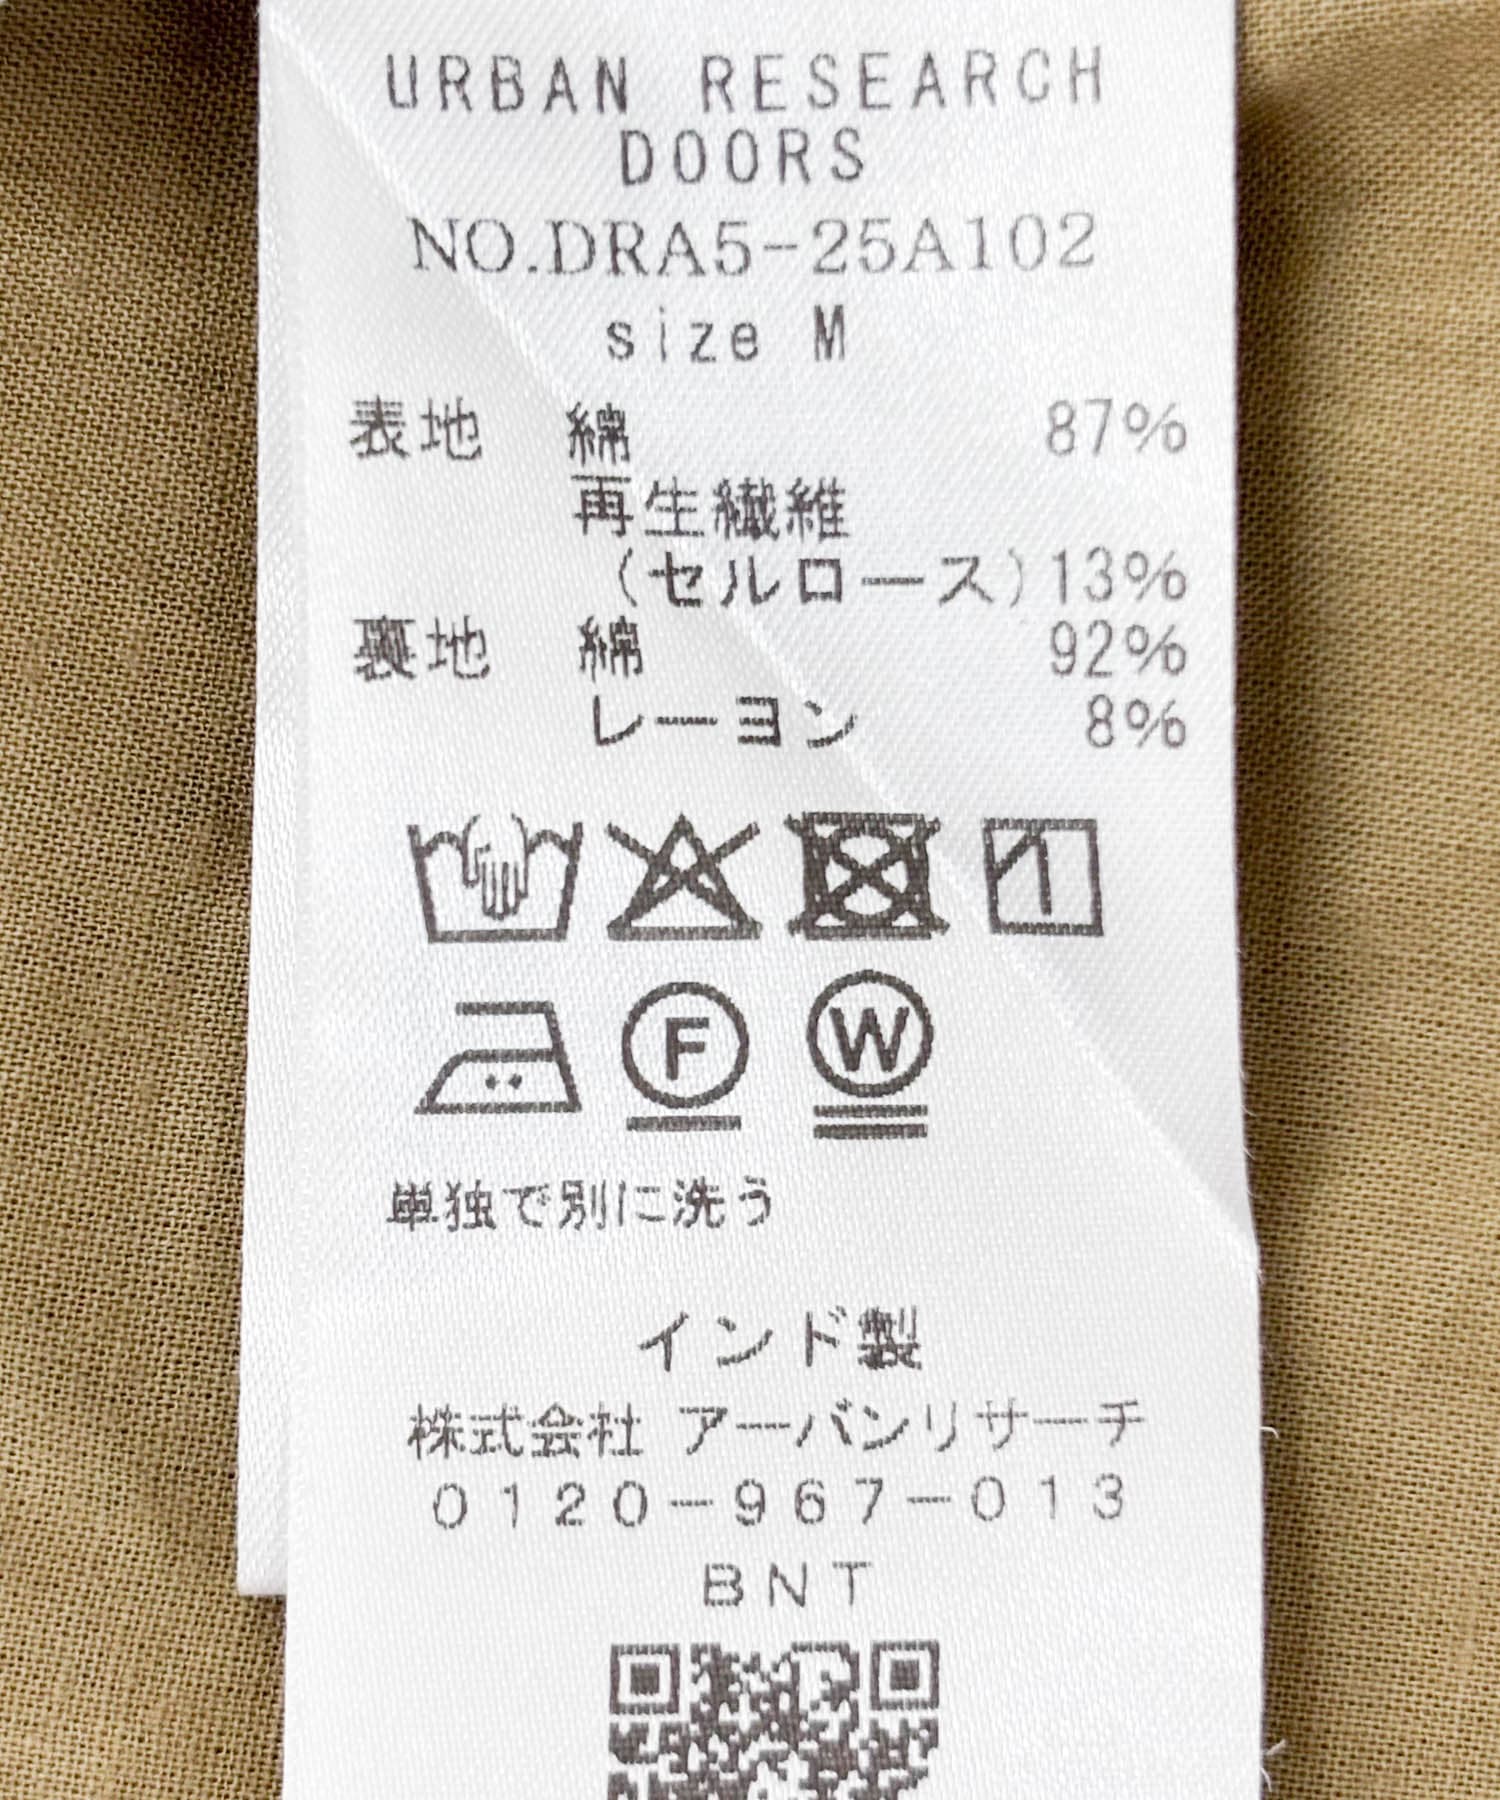 URBAN RESEARCH
DOORS
NO.DRA5-25A102
size M
表地 綿 87%
再生繊維
(セルロース)13%
裏地 綿 92%
レーヨン 8%
F W
単独で別に洗う
インド製
株式会社 アーバンリサーチ
0120-967-013
BNT